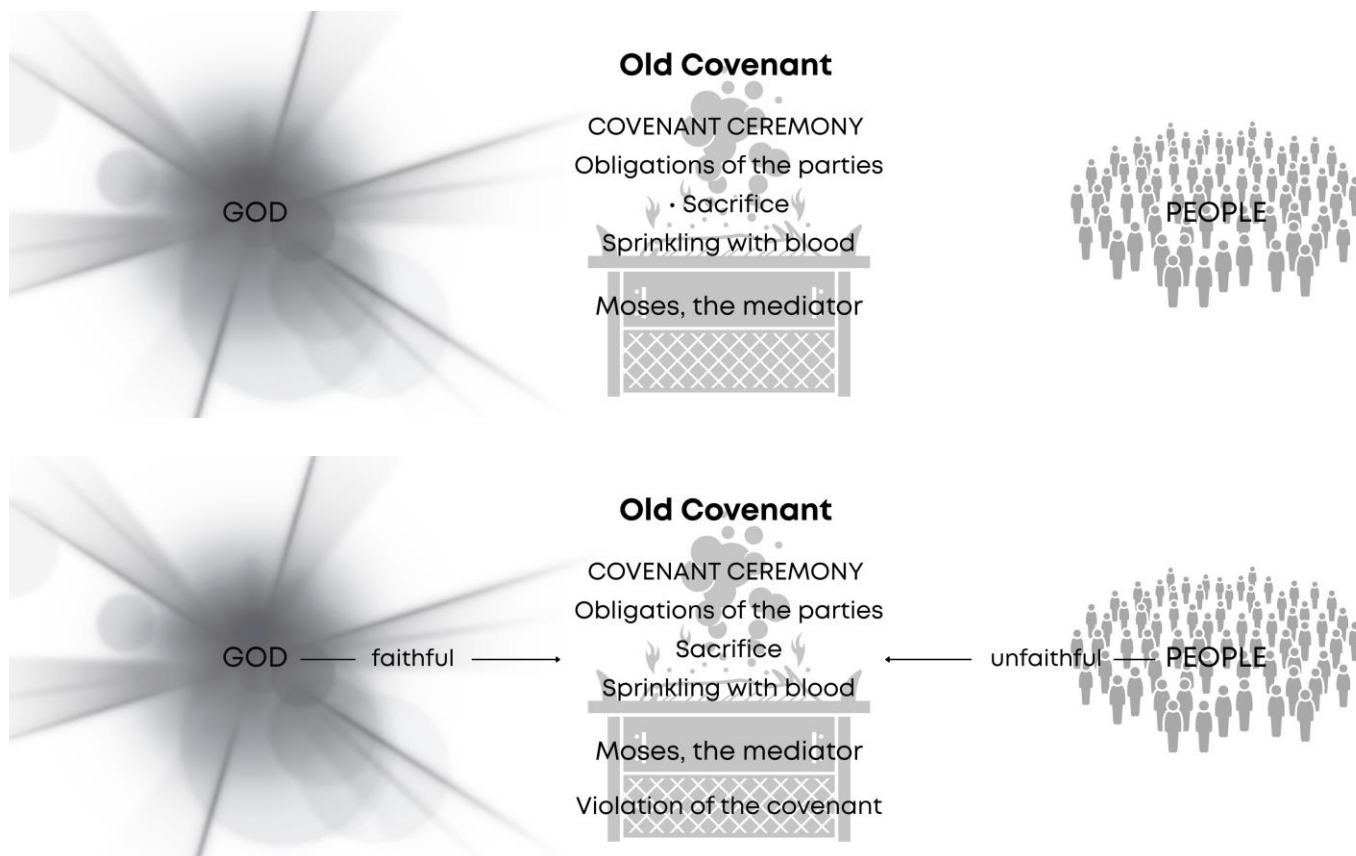 Old Covenant
COVENANT CEREMONY
Obligations of the parties
· Sacrifice
GOD
PEOPLE
Sprinkling with blood
Moses, the mediator
Old Covenant
COVENANT CEREMONY
Obligations of the parties
Sacrifice
GOD faithful unfaithful PEOPLE
Sprinkling with blood
Moses, the mediator
Violation of the covenant